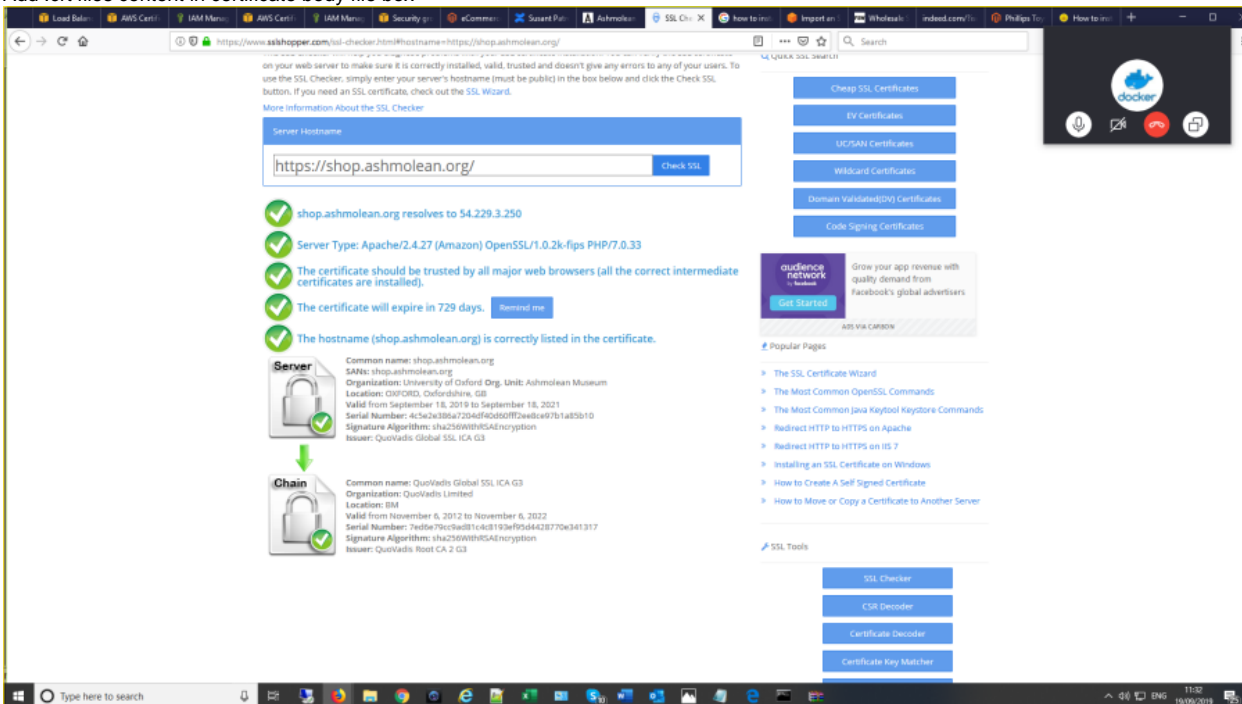 Load Balan
AWS Certifi
IAM Manag
AWS Certifi
IAM Manag
Security gro
eCommerc
Susant Patr
Ashmolean
SSL Che
how to inst
Import an
Wholesale
indeed.com/
Phillips Toy
How to inst
https://www.sslshopper.com/ssl-checker.html#hostname=https://shop.ashmolean.org/
Search
on your web server to make sure it is correctly installed, valid, trusted and doesn't give any errors to any of your users. To
use the SSL Checker, simply enter your server's hostname (must be public) in the box below and click the Check SSL
button. If you need an SSL certificate, check out the SSL Wizard.
More Information About the SSL Checker
Server Hostname
https://shop.ashmolean.org/
Check SSL
shop.ashmolean.org resolves to 54.229.3.250
Server Type: Apache/2.4.27 (Amazon) OpenSSL/1.0.2k-fips PHP/7.0.33
The certificate should be trusted by all major web browsers (all the correct intermediate
certificates are installed).
The certificate will expire in 729 days.
Remind me
The hostname (shop.ashmolean.org) is correctly listed in the certificate.
Server
Common name: shop.ashmolean.org
SANs: shop.ashmolean.org
Organization: University of Oxford Org. Unit: Ashmolean Museum
Location: OXFORD, Oxfordshire, GB
Valid from September 18, 2019 to September 18, 2021
Serial Number: 4c5e2e386a7204df40d60fff2ee8ce97b1a85b10
Signature Algorithm: sha256WithRSAEncryption
Issuer: QuoVadis Global SSL ICA G3
Chain
Common name: QuoVadis Global SSL ICA G3
Organization: QuoVadis Limited
Location: BM
Valid from November 6, 2012 to November 6, 2022
Serial Number: 7ed6e79cc9ad81c4c8193ef95d4428770e341317
Signature Algorithm: sha256WithRSAEncryption
Issuer: QuoVadis Root CA 2 G3
Quick SSL Search
Cheap SSL Certificates
EV Certificates
UC/SAN Certificates
Wildcard Certificates
Domain Validated(DV) Certificates
Code Signing Certificates
audience
network
by facebook
Get Started
Grow your app revenue with
quality demand from
Facebook's global advertisers
ADS VIA CARBON
Popular Pages
The SSL Certificate Wizard
The Most Common OpenSSL Commands
The Most Common Java Keytool Keystore Commands
Redirect HTTP to HTTPS on Apache
Redirect HTTP to HTTPS on IIS 7
Installing an SSL Certificate on Windows
How to Create A Self Signed Certificate
How to Move or Copy a Certificate to Another Server
SSL Tools
SSL Checker
CSR Decoder
Certificate Decoder
Certificate Key Matcher
docker
Type here to search
ENG
11:32
19/09/2019